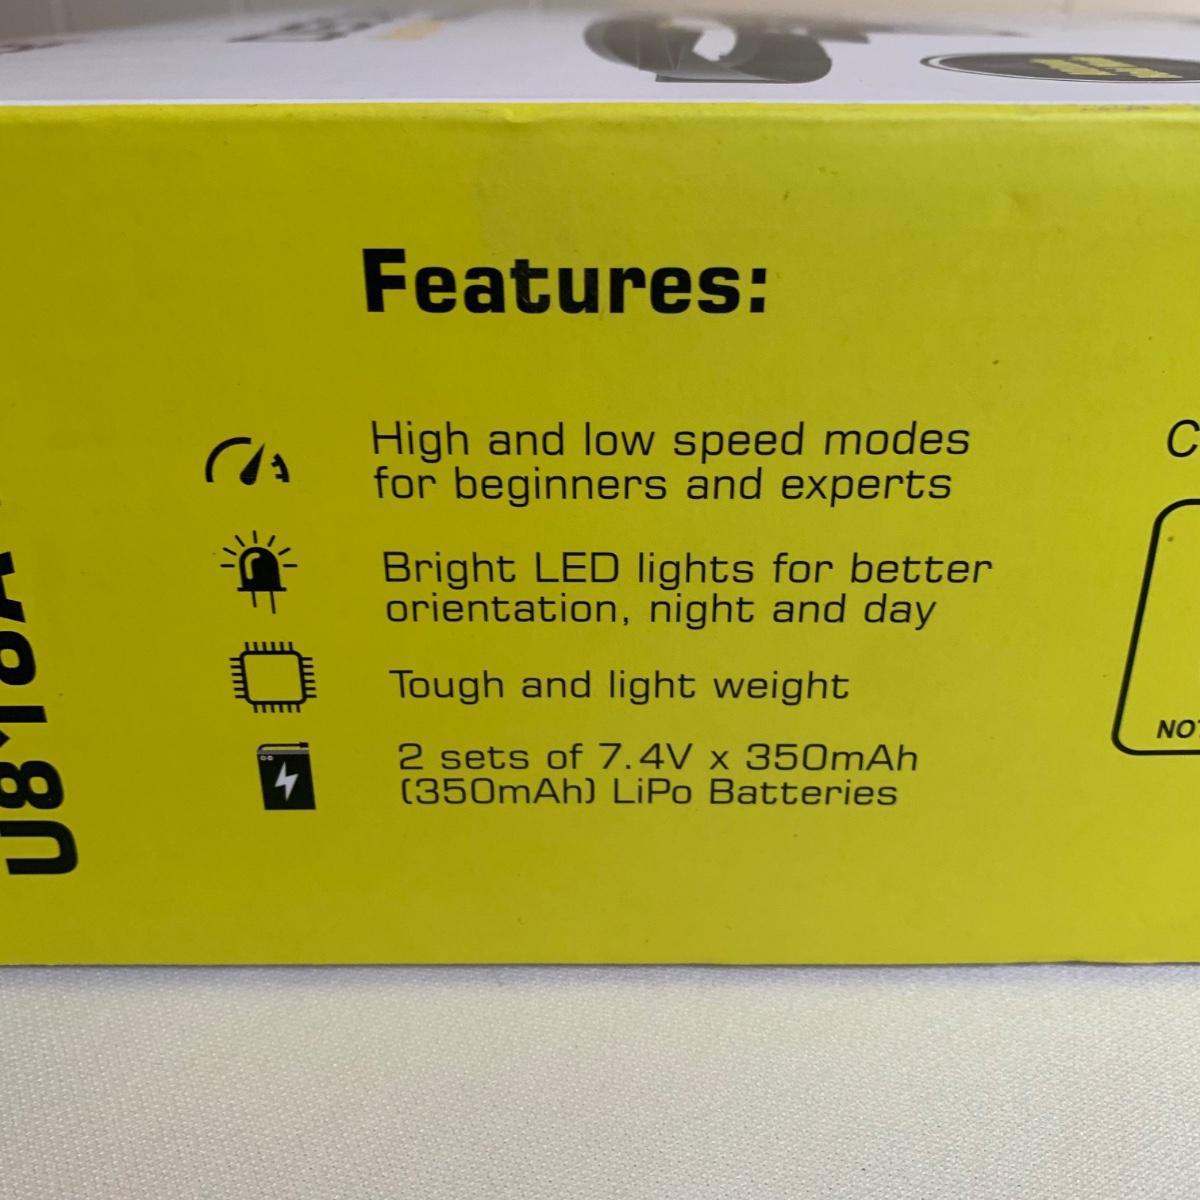 Features:
High and low speed modes
for beginners and experts
Bright LED lights for better
orientation, night and day
Tough and light weight
2 sets of 7.4V x 350mAh
(350mAh) LiPo Batteries
U818A